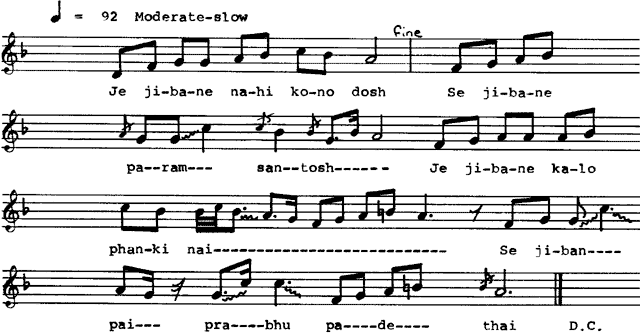 ♩ = 92 Moderate-slow
fine
Je ji-ba-ne na-hi ko-no dosh Se ji-ba-ne
pa--ram--- san--tosh------ Je ji-ba-ne ka-lo
phan-ki nai-------------------------- Se ji-ban----
pai--- pra---bhu pa----de---- thai D.C.